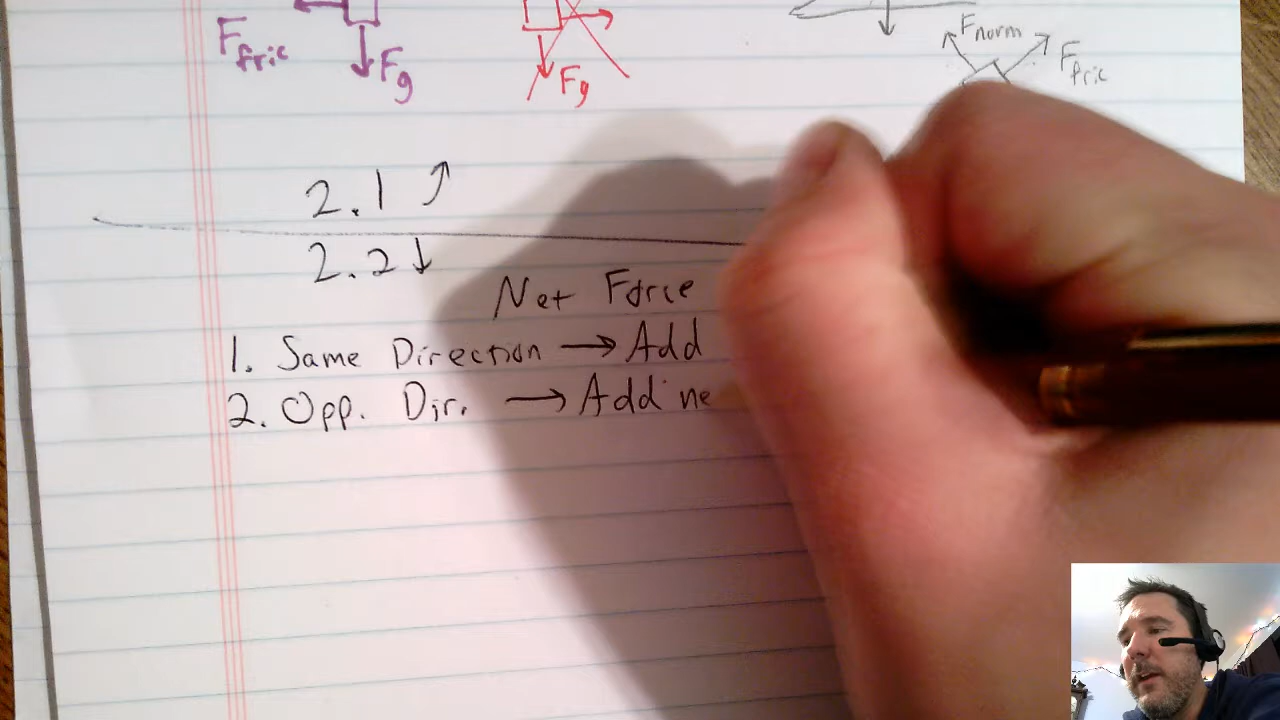 Fnorm
Ffric
Fg
Fg
Ffric
2.1 ↑
2.2 ↓
Net Force
1. Same Direction → Add
2. Opp. Dir. → Add ne